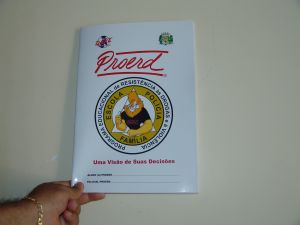 Proerd
PROGRAMA EDUCACIONAL de RESISTÊNCIA às DROGAS e à VIOLÊNCIA
ESCOLA POLÍCIA
FAMÍLIA
Uma Visão de Suas Decisões